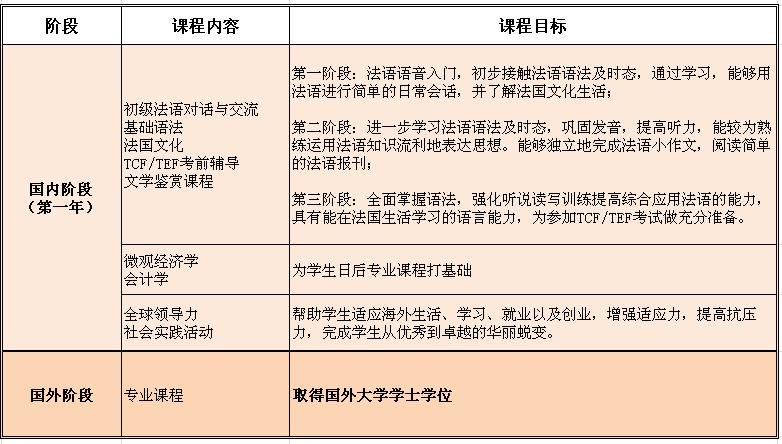 阶段 课程内容 课程目标
国内阶段
（第一年）
初级法语对话与交流
基础语法
法国文化
TCF/TEF考前辅导
文学鉴赏课程
第一阶段：法语语音入门，初步接触法语语法及时态，通过学习，能够用
法语进行简单的日常会话，并了解法国文化生活；
第二阶段：进一步学习法语语法及时态，巩固发音，提高听力，能较为熟
练运用法语知识流利地表达思想。能够独立地完成法语小作文，阅读简单
的法语报刊；
第三阶段：全面掌握语法，强化听说读写训练提高综合应用法语的能力，
具有能在法国生活学习的语言能力，为参加TCF/TEF考试做充分准备。
微观经济学
会计学
为学生日后专业课程打基础
全球领导力
社会实践活动
帮助学生适应海外生活、学习、就业以及创业，增强适应力，提高抗压
力，完成学生从优秀到卓越的华丽蜕变。
国外阶段 专业课程 取得国外大学学士学位